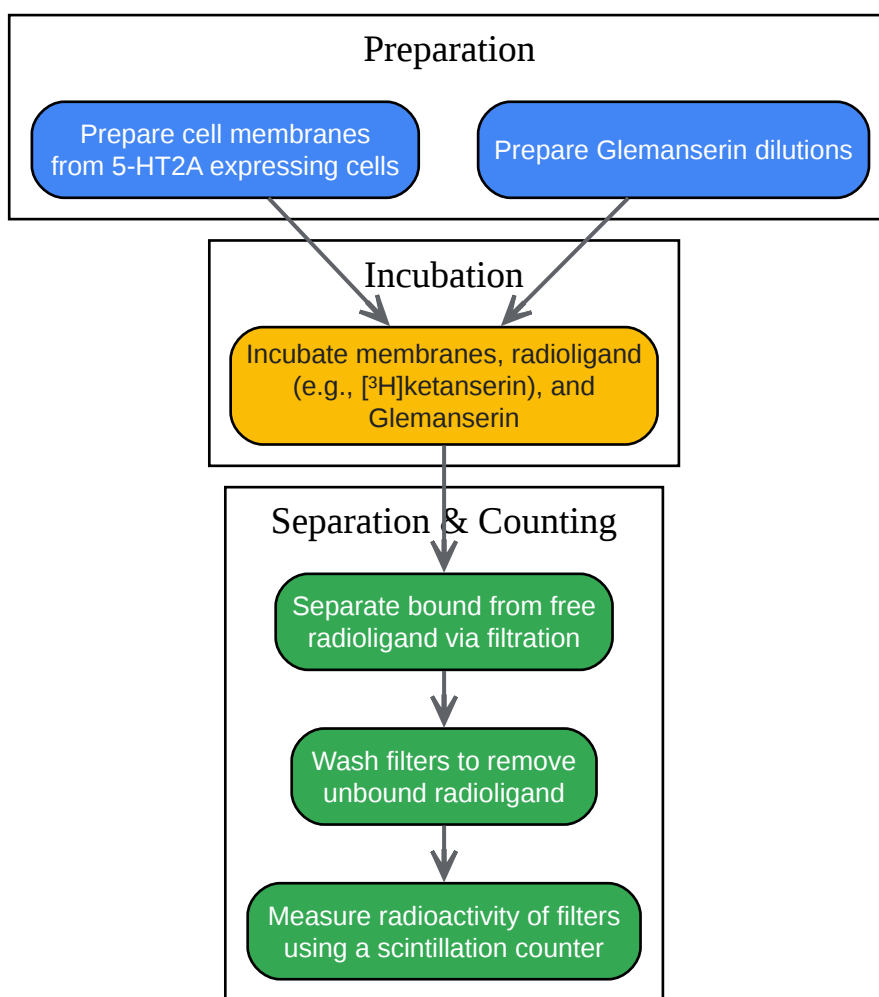 Preparation
Prepare cell membranes
from 5-HT2A expressing cells
Prepare Glemanserin dilutions
Incubation
Incubate membranes, radioligand
(e.g., [³H]ketanserin), and
Glemanserin
Separation & Counting
Separate bound from free
radioligand via filtration
Wash filters to remove
unbound radioligand
Measure radioactivity of filters
using a scintillation counter